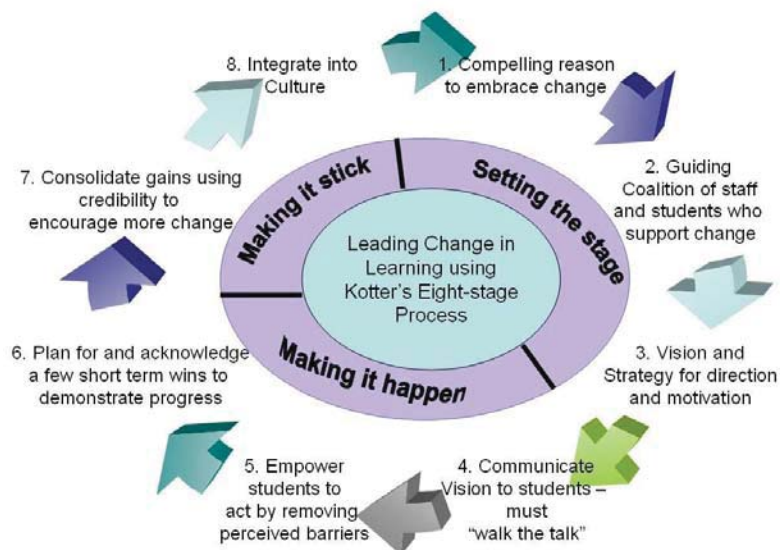 8. Integrate into
Culture
1. Compelling reason
to embrace change
7. Consolidate gains using
credibility to
encourage more change
Making it stick
Setting the stage
2. Guiding
Coalition of staff
and students who
support change
Leading Change in
Learning using
Kotter's Eight-stage
Process
6. Plan for and acknowledge
a few short term wins to
demonstrate progress
Making it happen
3. Vision and
Strategy for direction
and motivation
5. Empower
students to
act by removing
perceived barriers
4. Communicate
Vision to students –
must
“walk the talk”